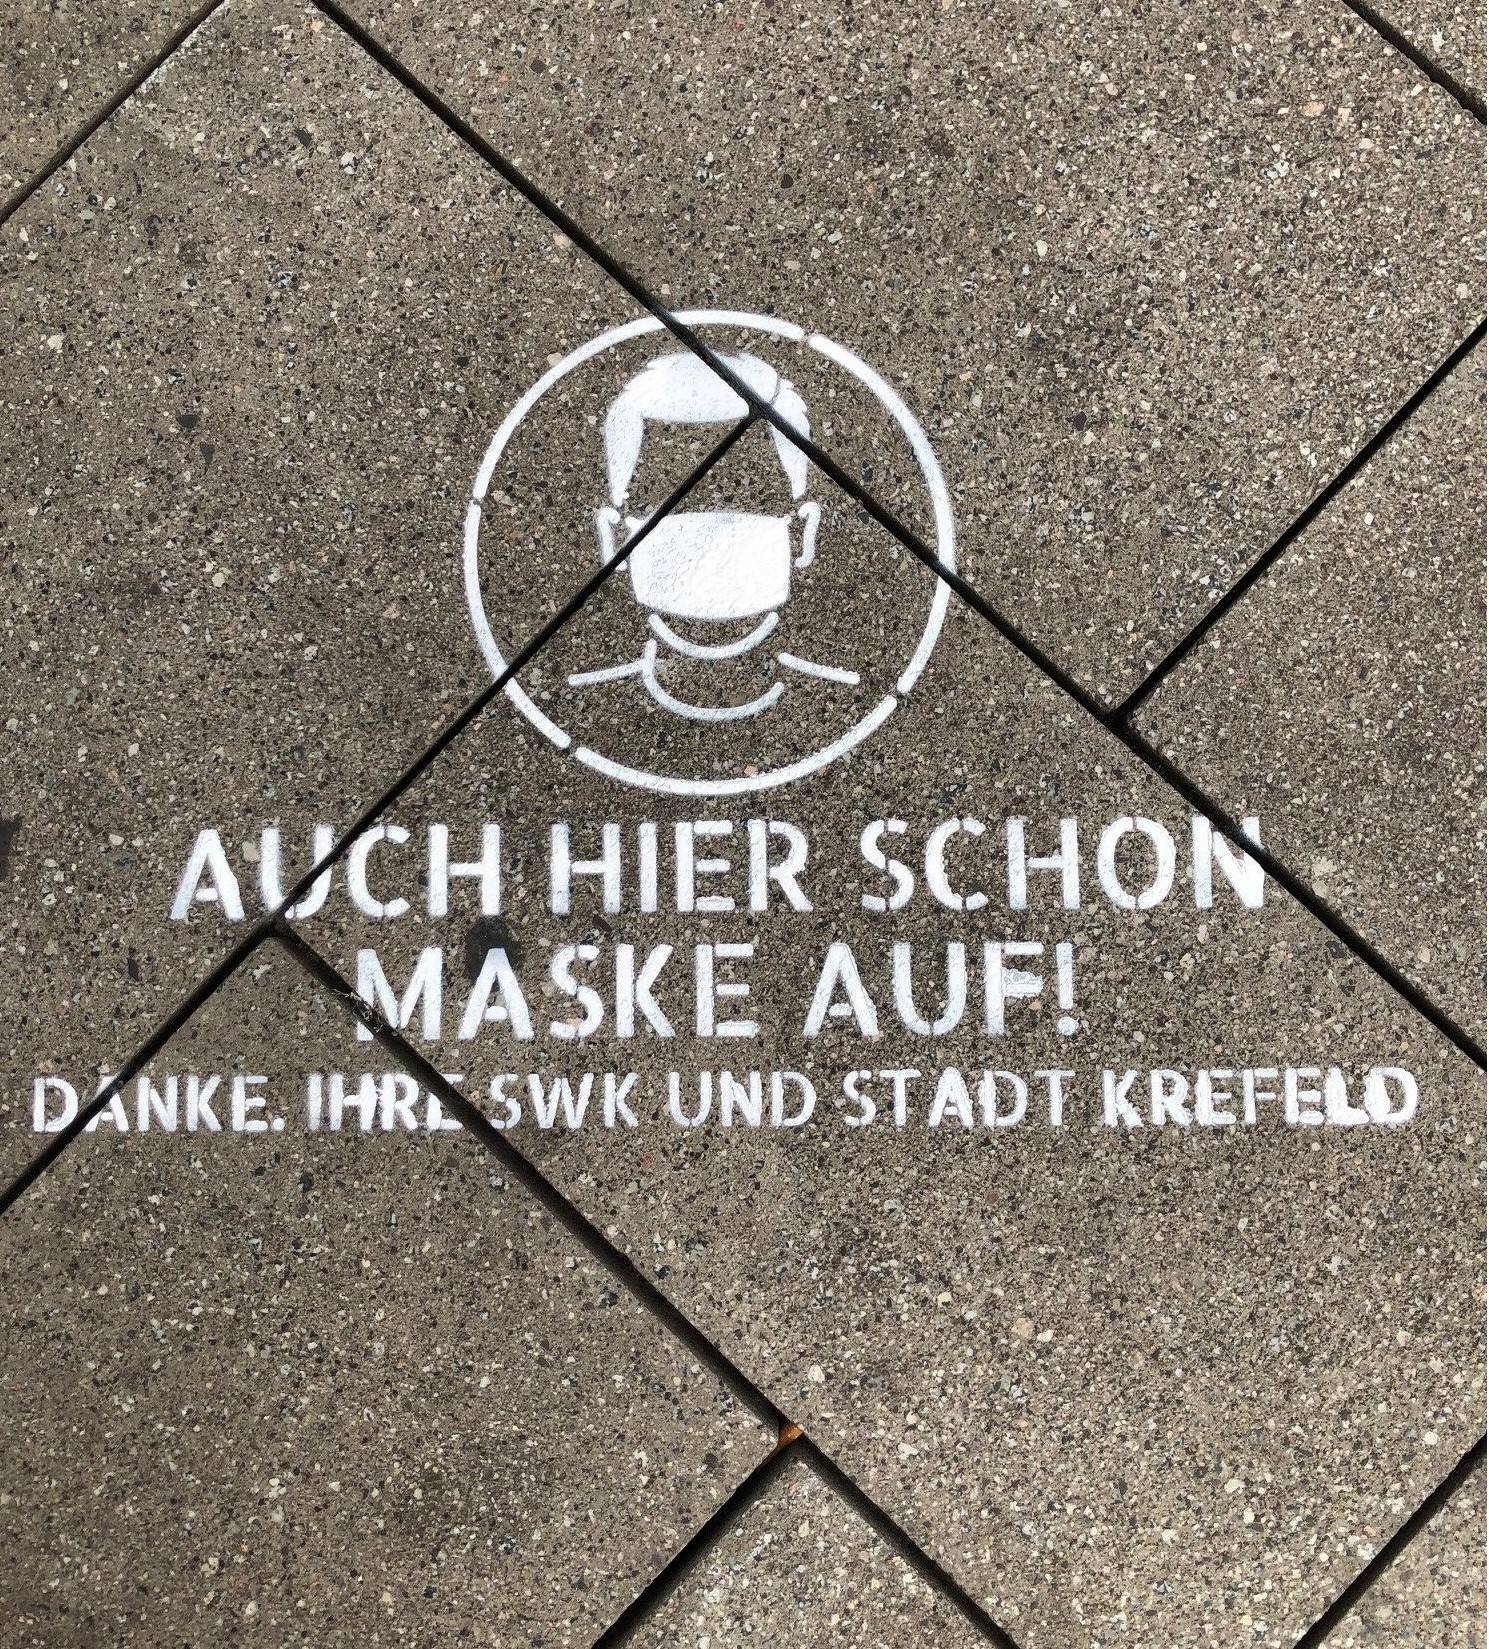 AUCH HIER SCHON
MASKE AUF!
DANKE. IHRE SWK UND STADT KREFELD